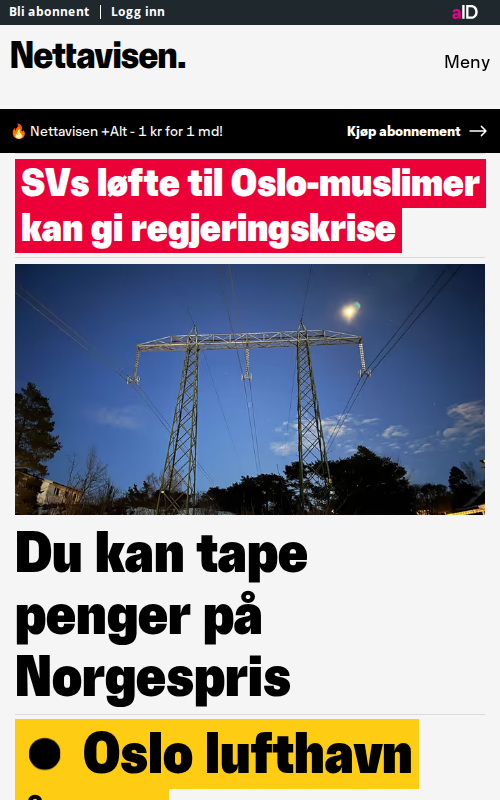 Bli abonnent | Logg inn
aID
Nettavisen.
Meny
🔥 Nettavisen +Alt - 1 kr for 1 md!
Kjøp abonnement →
SVs løfte til Oslo-muslimer
kan gi regjeringskrise
Du kan tape
penger på
Norgespris
● Oslo lufthavn